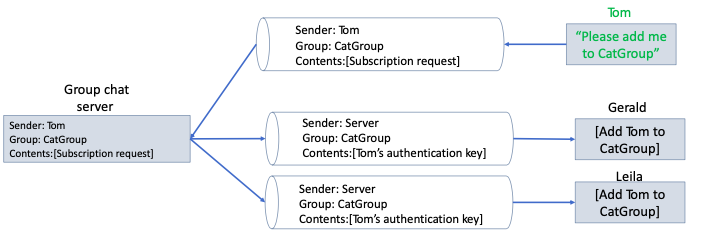 Tom
Sender: Tom
Group: CatGroup
Contents:[Subscription request]
“Please add me
to CatGroup”
Group chat
server
Sender: Tom
Group: CatGroup
Contents:[Subscription request]
Sender: Server
Group: CatGroup
Contents:[Tom’s authentication key]
Gerald
[Add Tom to
CatGroup]
Sender: Server
Group: CatGroup
Contents:[Tom’s authentication key]
Leila
[Add Tom to
CatGroup]